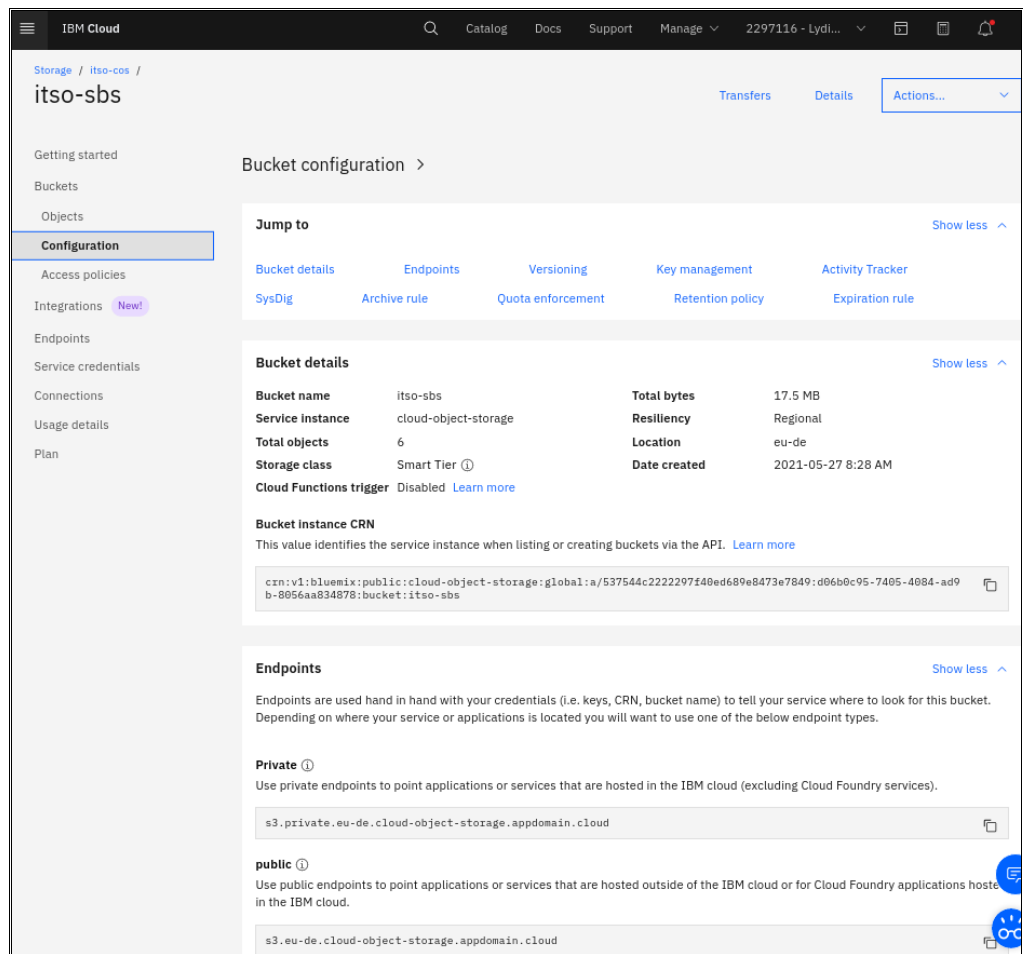 IBM Cloud
Catalog Docs Support Manage 2297116 - Lydi...
Storage / itso-cos /
itso-sbs
Transfers Details Actions...
Getting started
Buckets
Objects
Configuration
Access policies
Integrations New!
Endpoints
Service credentials
Connections
Usage details
Plan
Bucket configuration >
Jump to Show less
Bucket details Endpoints Versioning Key management Activity Tracker
SysDig Archive rule Quota enforcement Retention policy Expiration rule
Bucket details Show less
Bucket name itso-sbs Total bytes 17.5 MB
Service instance cloud-object-storage Resiliency Regional
Total objects 6 Location eu-de
Storage class Smart Tier Date created 2021-05-27 8:28 AM
Cloud Functions trigger Disabled Learn more
Bucket instance CRN
This value identifies the service instance when listing or creating buckets via the API. Learn more
crn:v1:bluemix:public:cloud-object-storage:global:a/537544c2222297f40ed689e8473e7849:d06b0c95-7405-4084-ad9
b-8056aa834878:bucket:itso-sbs
Endpoints Show less
Endpoints are used hand in hand with your credentials (i.e. keys, CRN, bucket name) to tell your service where to look for this bucket.
Depending on where your service or applications is located you will want to use one of the below endpoint types.
Private
Use private endpoints to point applications or services that are hosted in the IBM cloud (excluding Cloud Foundry services).
s3.private.eu-de.cloud-object-storage.appdomain.cloud
public
Use public endpoints to point applications or services that are hosted outside of the IBM cloud or for Cloud Foundry applications hoste
in the IBM cloud.
s3.eu-de.cloud-object-storage.appdomain.cloud